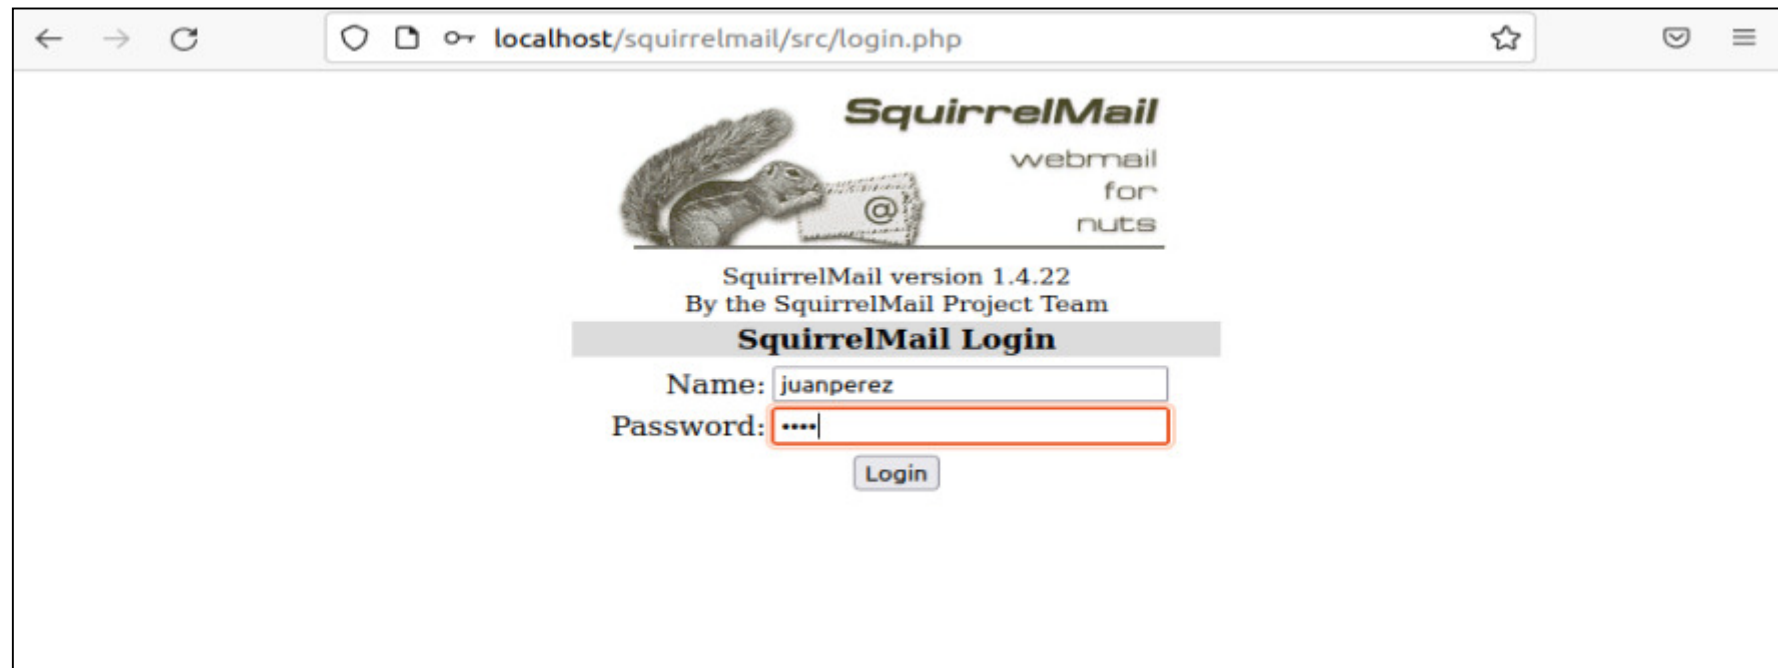 localhost/squirrelmail/src/login.php
SquirrelMail
webmail
for
nuts
@
SquirrelMail version 1.4.22
By the SquirrelMail Project Team
SquirrelMail Login
Name: juanperez
Password: ••••
Login